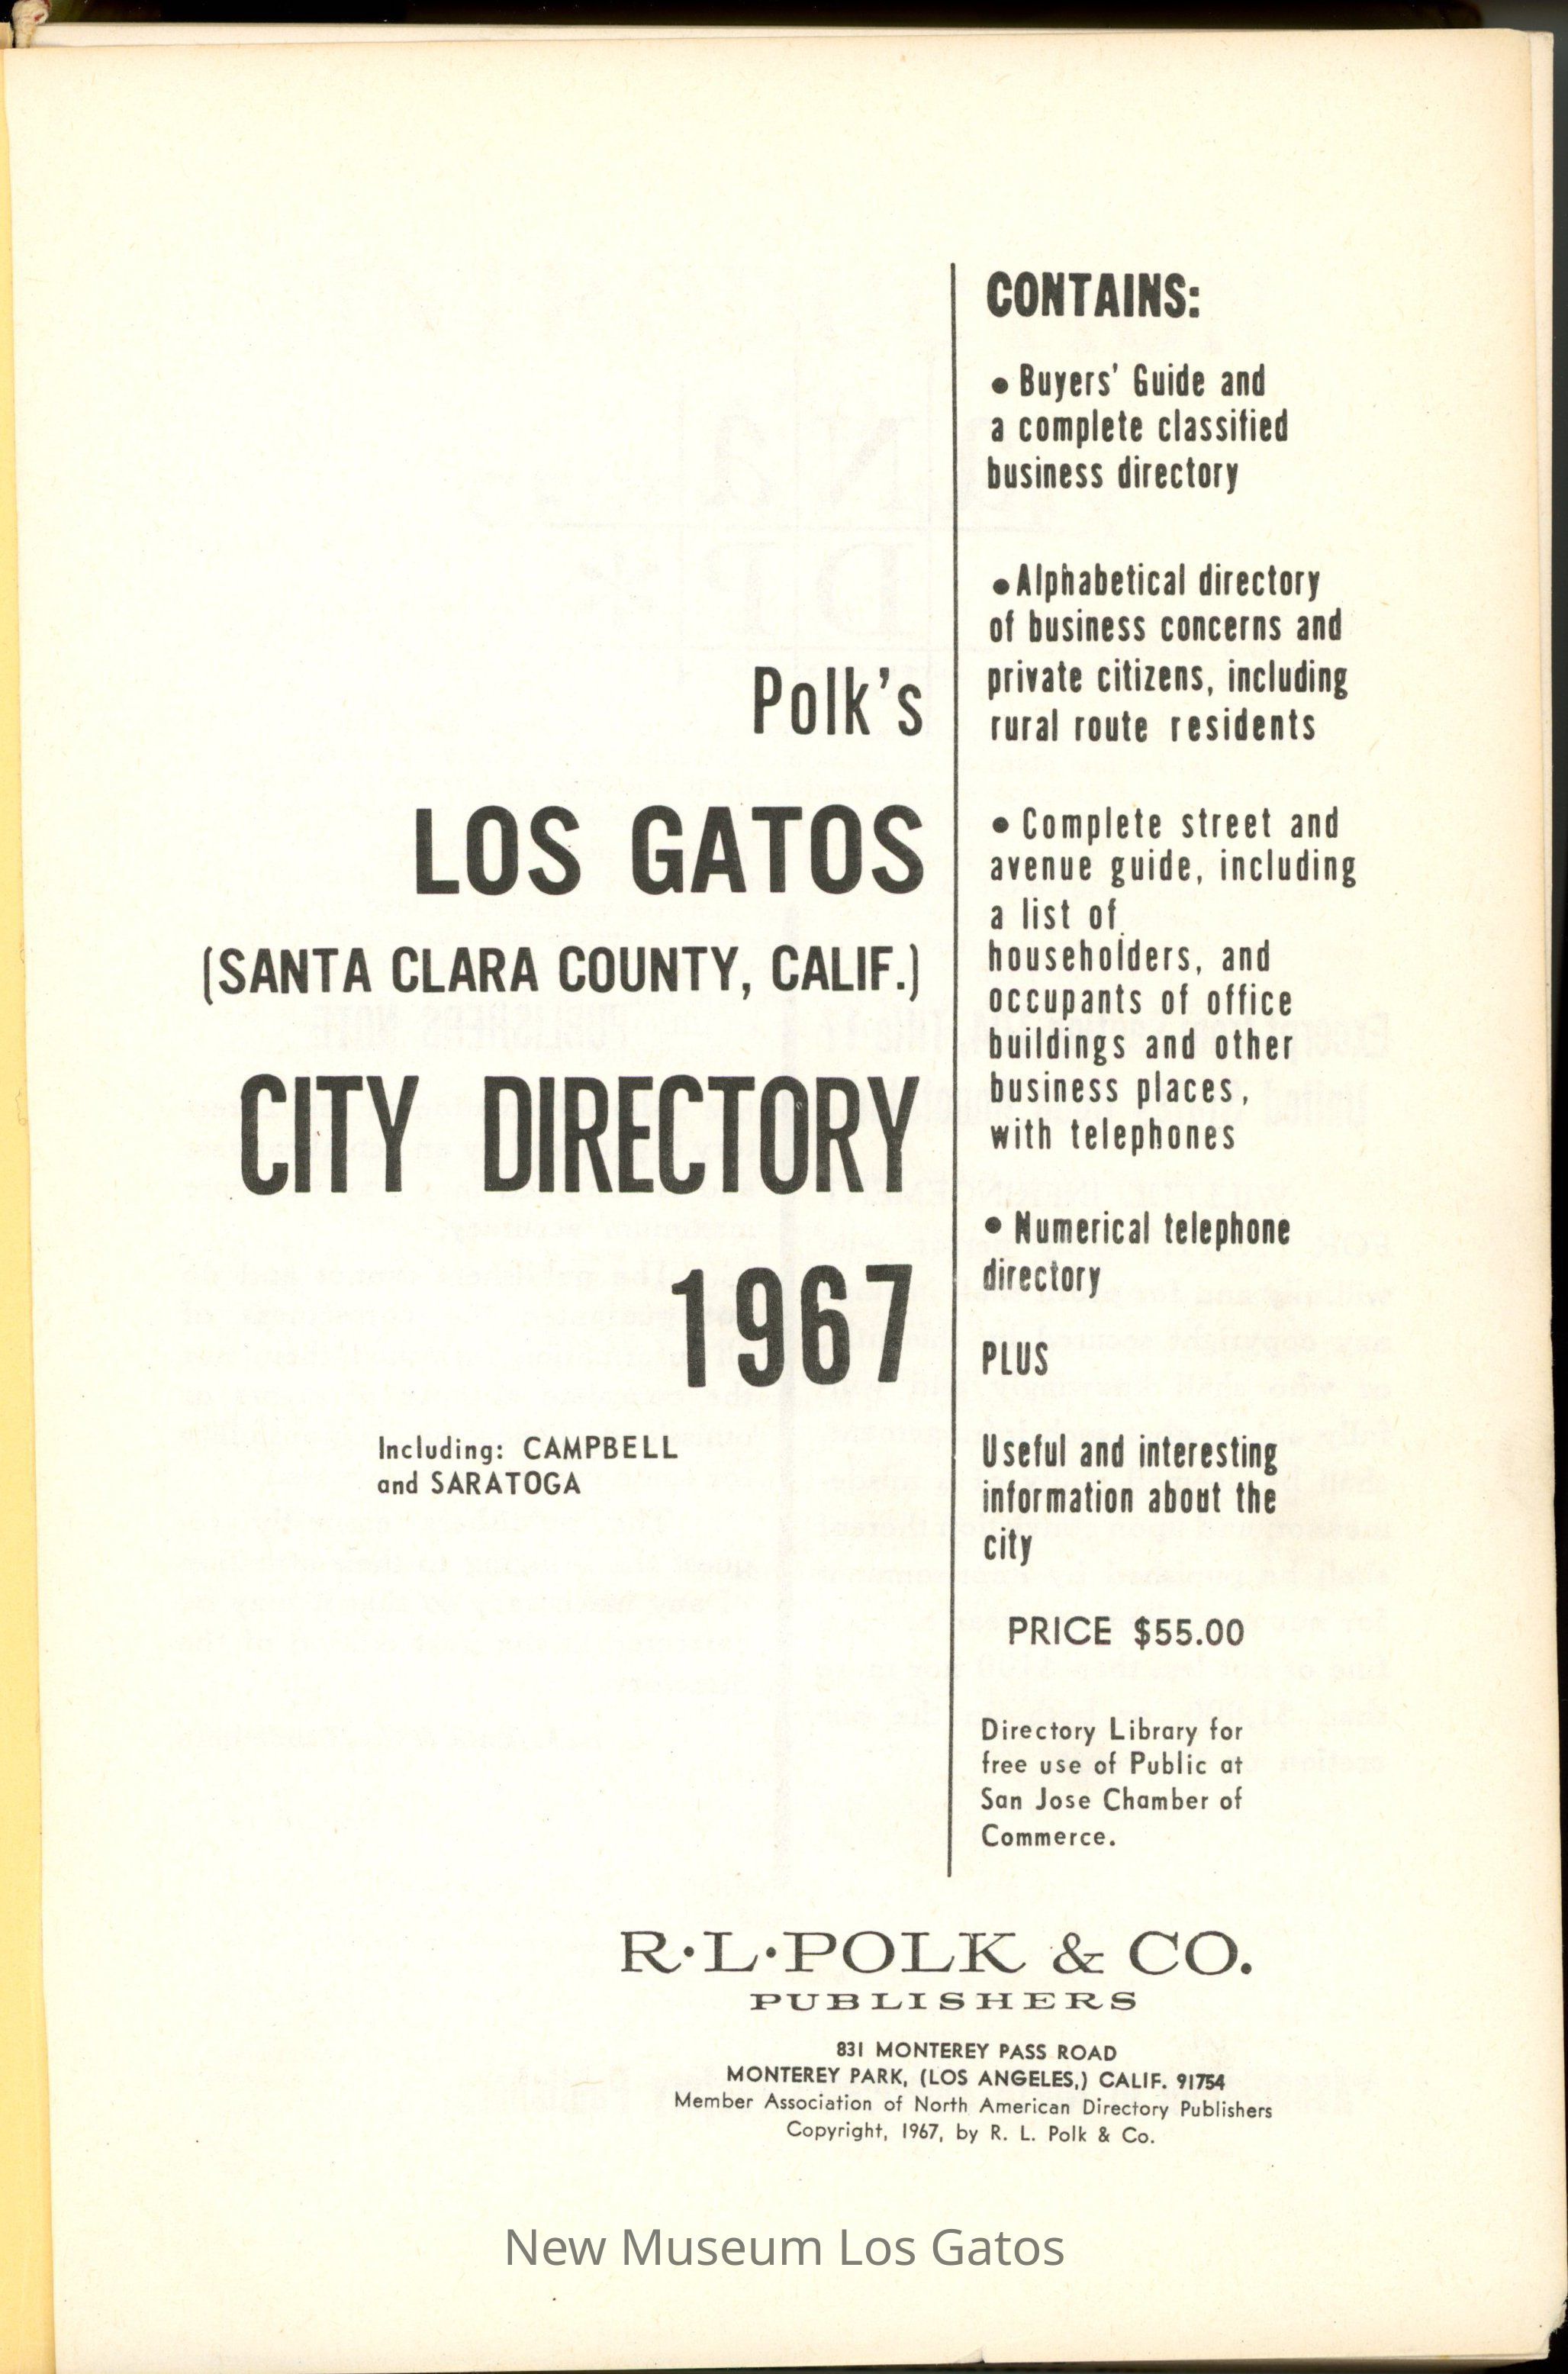 Polk's
LOS GATOS
(SANTA CLARA COUNTY, CALIF.)
CITY DIRECTORY
1967
Including: CAMPBELL
and SARATOGA
CONTAINS:
• Buyers' Guide and
a complete classified
business directory
• Alphabetical directory
of business concerns and
private citizens, including
rural route residents
• Complete street and
avenue guide, including
a list of
householders, and
occupants of office
buildings and other
business places,
with telephones
• Numerical telephone
directory
PLUS
Useful and interesting
information about the
city
PRICE $55.00
Directory Library for
free use of Public at
San Jose Chamber of
Commerce.
R·L·POLK & CO.
PUBLISHERS
831 MONTEREY PASS ROAD
MONTEREY PARK, (LOS ANGELES,) CALIF. 91754
Member Association of North American Directory Publishers
Copyright, 1967, by R. L. Polk & Co.
New Museum Los Gatos